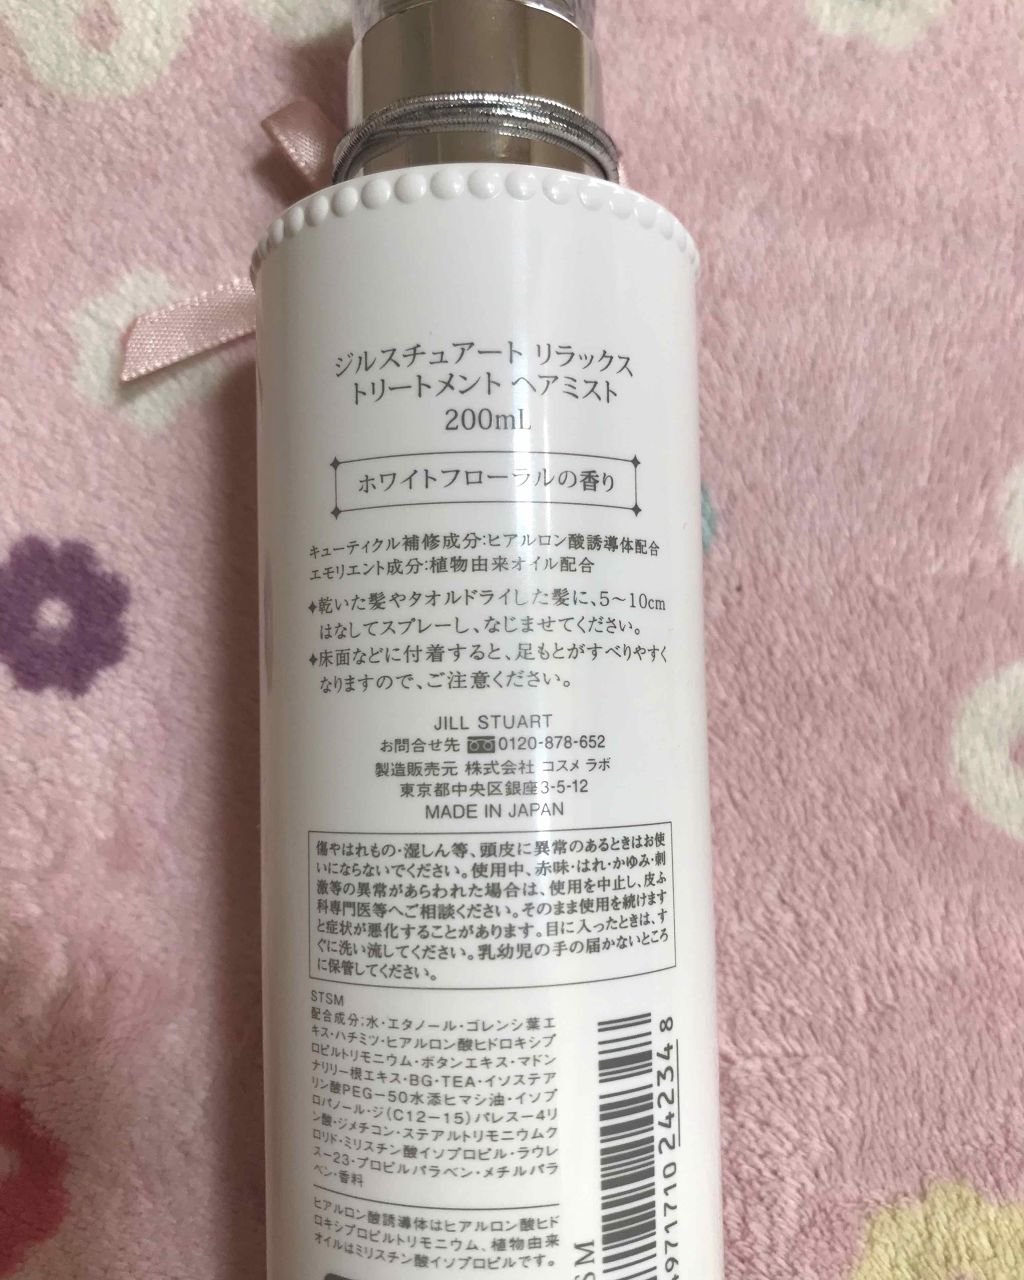 ジルスチュアート リラックス
トリートメント ヘアミスト
200mL
ホワイトフローラルの香り
キューティクル補修成分:ヒアルロン酸誘導体配合
エモリエント成分:植物由来オイル配合
✦乾いた髪やタオルドライした髪に、5〜10cm
はなしてスプレーし、なじませてください。
✦床面などに付着すると、足もとがすべりやすく
なりますので、ご注意ください。
JILL STUART
お問合せ先 0120-878-652
製造販売元 株式会社 コスメ ラボ
東京都中央区銀座3-5-12
MADE IN JAPAN
傷やはれもの・湿しん等、頭皮に異常のあるときはお使
いにならないでください。使用中、赤味・はれ・かゆみ・刺
激等の異常があらわれた場合は、使用を中止し、皮ふ
科専門医等へご相談ください。そのまま使用を続けます
と症状が悪化することがあります。目に入ったときは、す
ぐに洗い流してください。乳幼児の手の届かないところ
に保管してください。
STSM
配合成分:水・エタノール・ゴレンシ葉エ
キス・ハチミツ・ヒアルロン酸ヒドロキシプ
ロピルトリモニウム・ボタンエキス・マドン
ナリリー根エキス・BG・TEA・イソステア
リン酸PEG−50水添ヒマシ油・イソプ
ロパノール・ジ(C12−15)パレス−4リ
ン酸・ジメチコン・ステアルトリモニウムク
ロリド・ミリスチン酸イソプロピル・ラウレ
ス−23・プロピルパラベン・メチルパラ
ベン・香料
ヒアルロン酸誘導体はヒアルロン酸ヒド
ロキシプロピルトリモニウム、植物由来
オイルはミリスチン酸イソプロピルです。
4971710242348